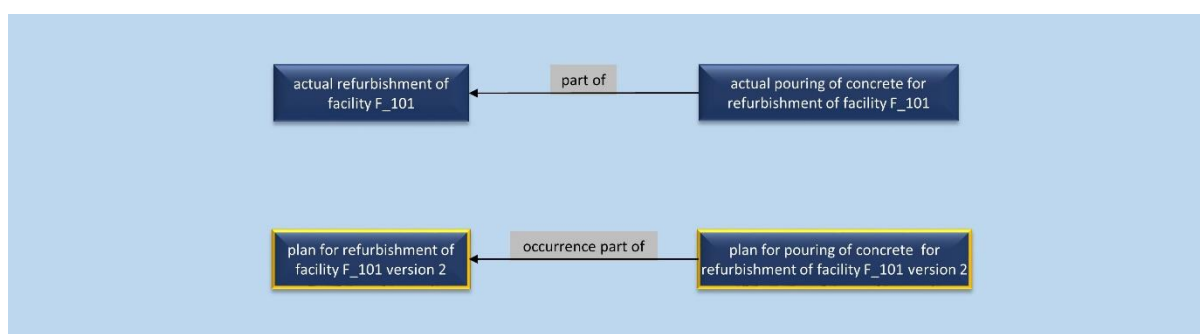 actual refurbishment of
facility F_101
part of
actual pouring of concrete for
refurbishment of facility F_101
plan for refurbishment of
facility F_101 version 2
occurrence part of
plan for pouring of concrete for
refurbishment of facility F_101 version 2